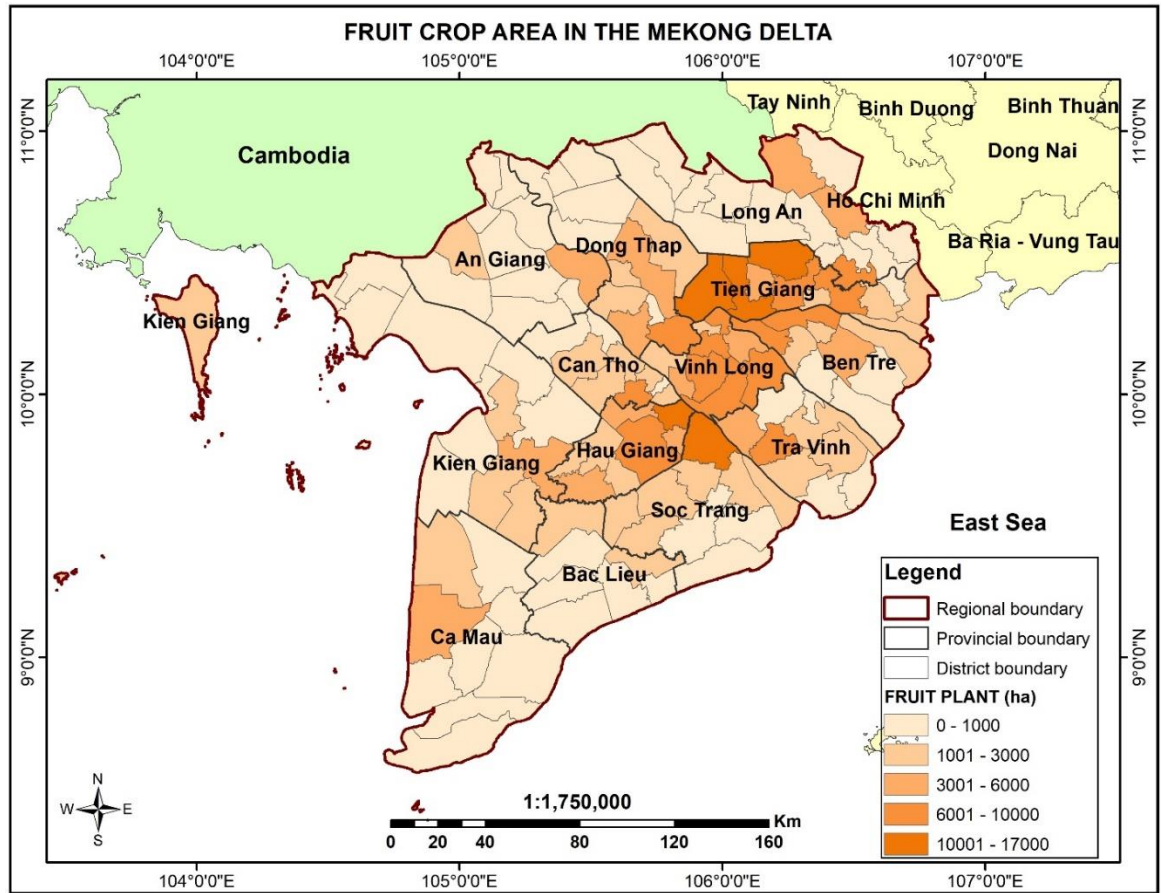 FRUIT CROP AREA IN THE MEKONG DELTA
104°0'0"E 105°0'0"E 106°0'0"E 107°0'0"E
11°0'0"N
11°0'0"N
10°0'0"N
10°0'0"N
9°0'0"N
9°0'0"N
Tay Ninh
Binh Duong
Binh Thuan
Cambodia
Dong Nai
Ho Chi Minh
Long An
Ba Ria - Vung Tau
Dong Thap
An Giang
Tien Giang
Kien Giang
Can Tho
Vinh Long
Ben Tre
Kien Giang
Hau Giang
Tra Vinh
Soc Trang
East Sea
Bac Lieu
Ca Mau
Legend
Regional boundary
Provincial boundary
District boundary
FRUIT PLANT (ha)
0 - 1000
1001 - 3000
3001 - 6000
6001 - 10000
10001 - 17000
N
W E
S
1:1,750,000
Km
0 10 20 40 80 120 160
104°0'0"E 105°0'0"E 106°0'0"E 107°0'0"E